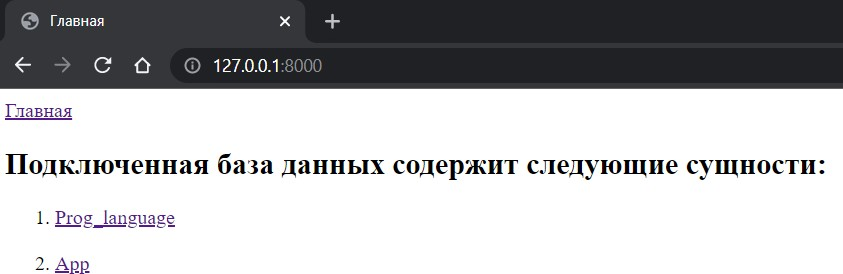 Главная
127.0.0.1:8000
Главная
Подключенная база данных содержит следующие сущности:
1. Prog_language
2. App